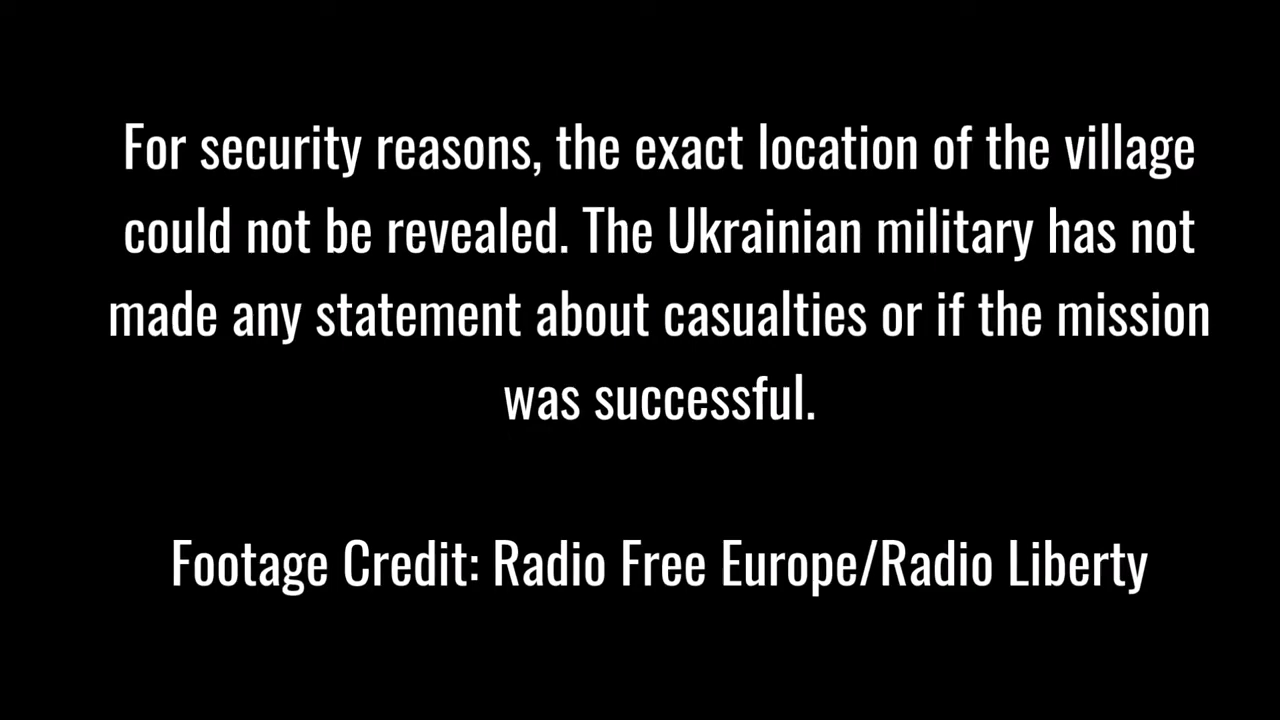 For security reasons, the exact location of the village
could not be revealed. The Ukrainian military has not
made any statement about casualties or if the mission
was successful.
Footage Credit: Radio Free Europe/Radio Liberty